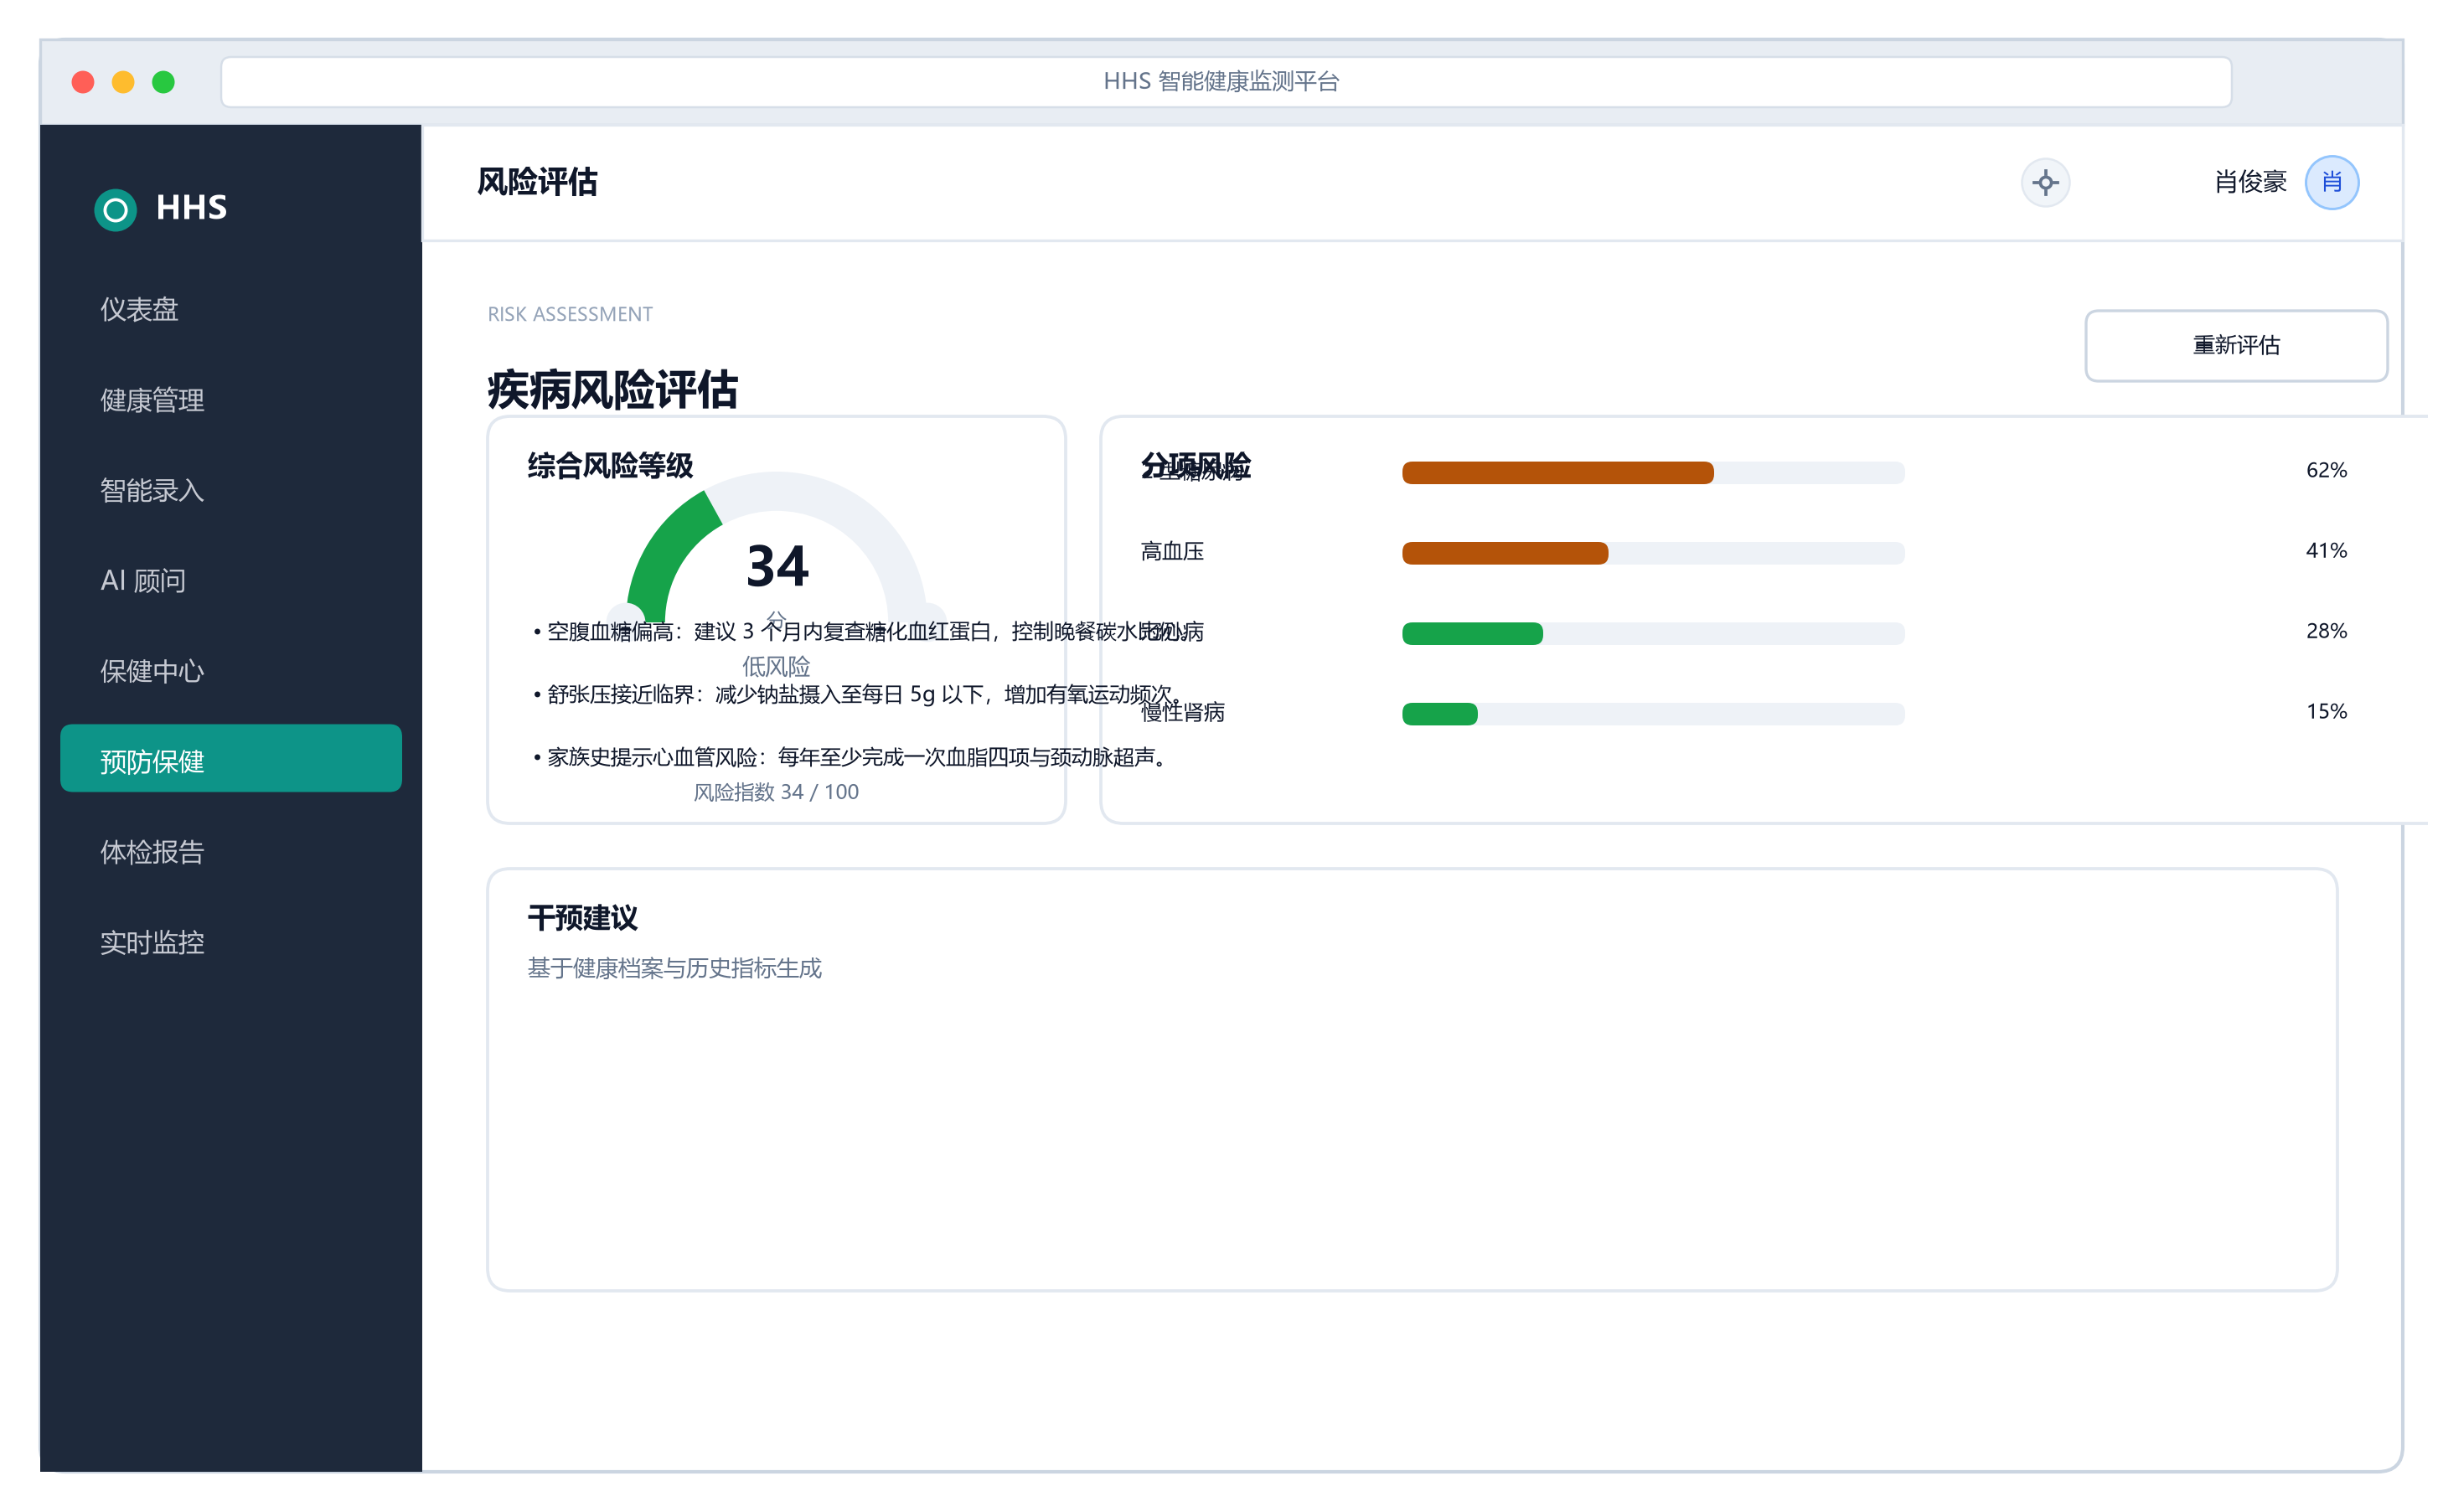 HHS 智能健康监测平台
HHS
仪表盘
健康管理
智能录入
AI 顾问
保健中心
预防保健
体检报告
实时监控
风险评估
肖俊豪
肖
RISK ASSESSMENT
疾病风险评估
重新评估
综合风险等级
34
分
低风险
风险指数 34 / 100
分项风险
62%
高血压
41%
28%
慢性肾病
15%
• 空腹血糖偏高：建议 3 个月内复查糖化血红蛋白，控制晚餐碳水比例。
• 舒张压接近临界：减少钠盐摄入至每日 5g 以下，增加有氧运动频次。
• 家族史提示心血管风险：每年至少完成一次血脂四项与颈动脉超声。
干预建议
基于健康档案与历史指标生成